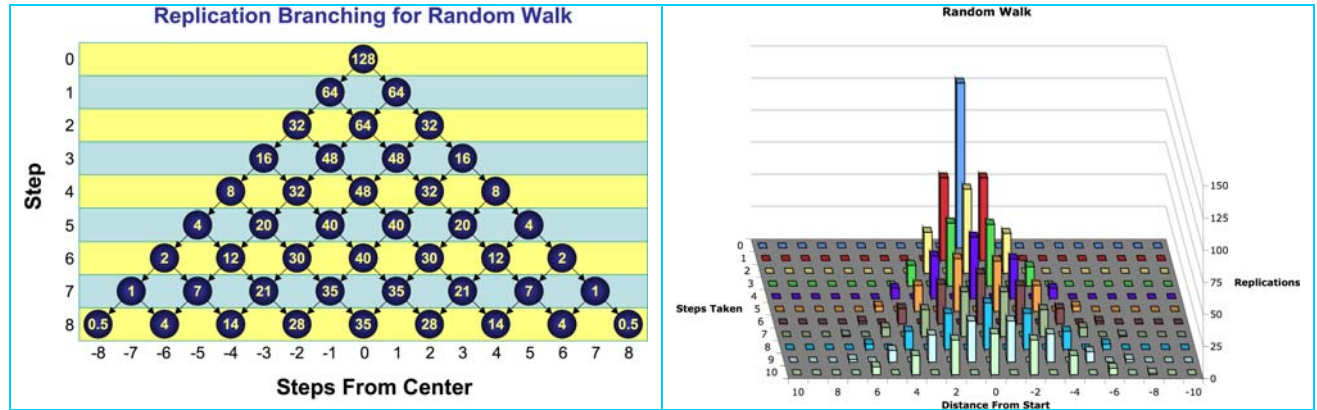 Replication Branching for Random Walk
Step
0
128
1
64 64
2
32 64 32
3
16 48 48 16
4
8 32 48 32 8
5
4 20 40 40 20 4
6
2 12 30 40 30 12 2
7
1 7 21 35 35 21 7 1
8
0.5 4 14 28 35 28 14 4 0.5
-8 -7 -6 -5 -4 -3 -2 -1 0 1 2 3 4 5 6 7 8
Steps From Center
Random Walk
150
125
100
75
50
25
0
Replications
0
1
2
3
4
5
6
7
8
9
10
Steps Taken
10 8 6 4 2 0 -2 -4 -6 -8 -10
Distance From Start